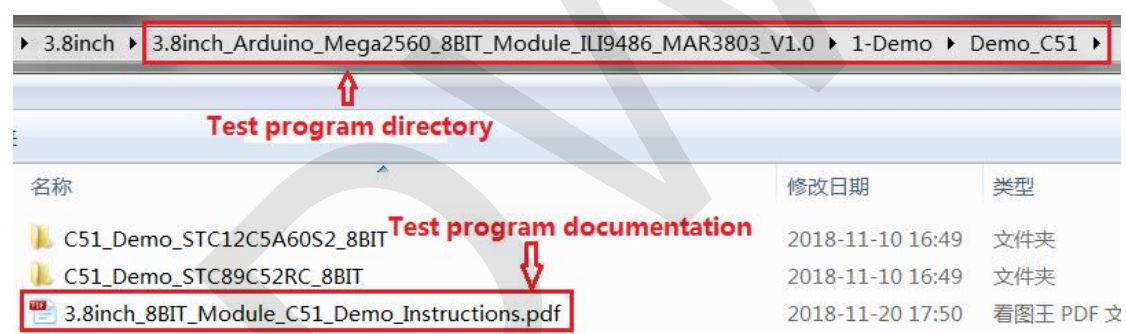 3.8inch ▸ 3.8inch_Arduino_Mega2560_8BIT_Module_ILI9486_MAR3803_V1.0 ▸ 1-Demo ▸ Demo_C51 ▸
Test program directory
名称 修改日期 类型
C51_Demo_STC12C5A60S2_8BIT 2018-11-10 16:49 文件夹
Test program documentation
C51_Demo_STC89C52RC_8BIT 2018-11-10 16:49 文件夹
3.8inch_8BIT_Module_C51_Demo_Instructions.pdf 2018-11-20 17:50 看图王 PDF 文